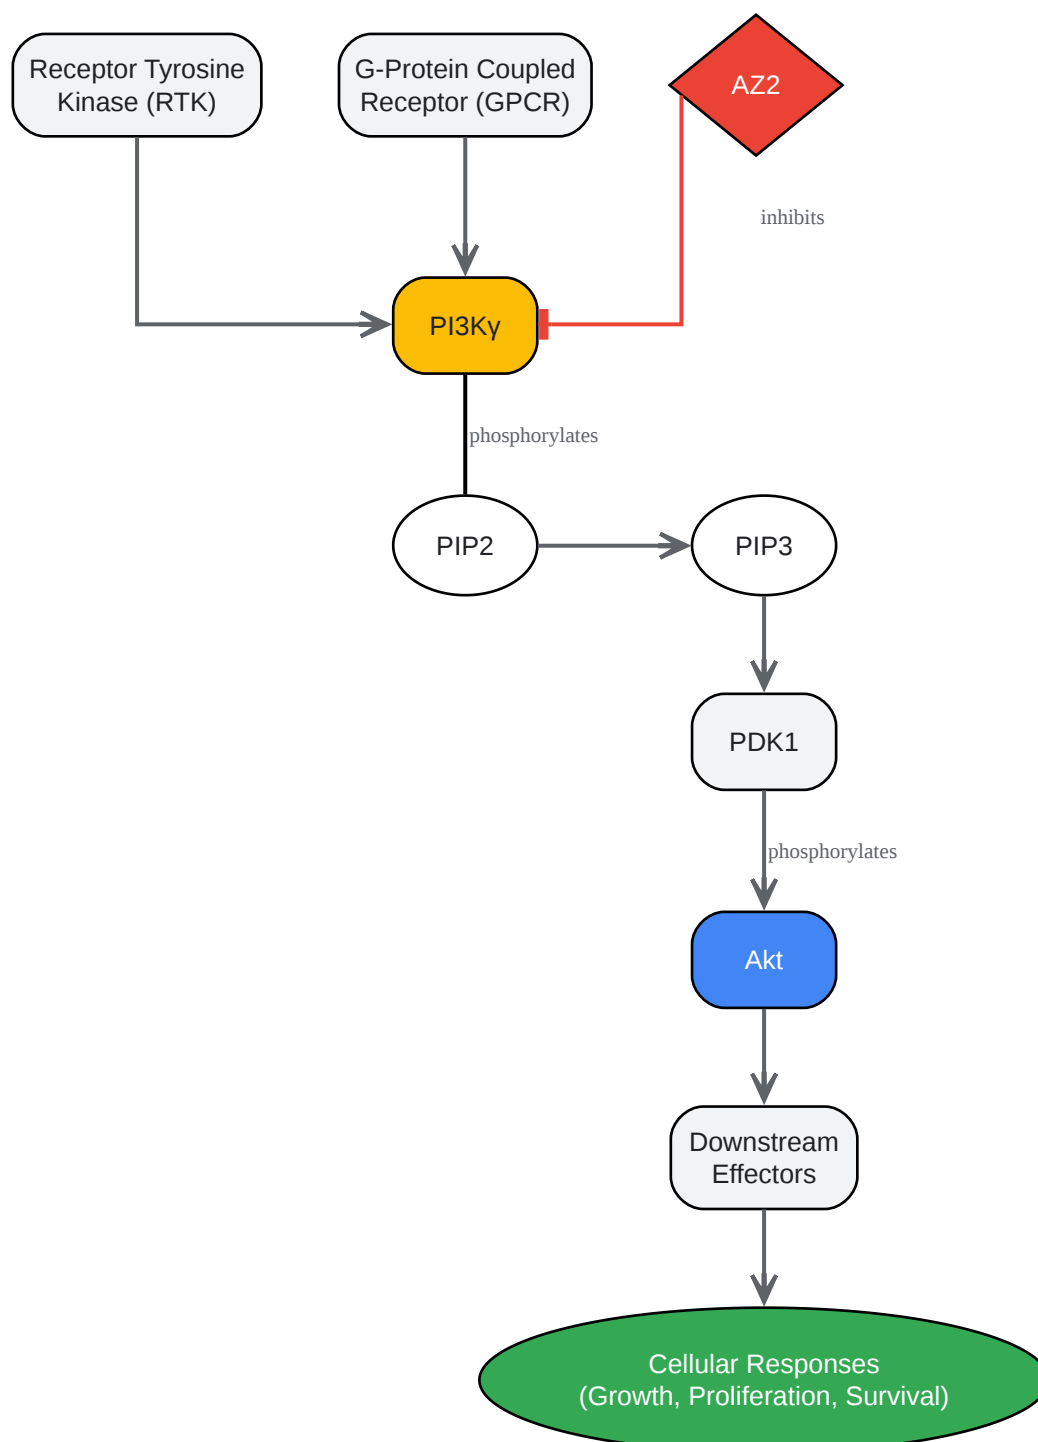 Receptor Tyrosine
Kinase (RTK)
G-Protein Coupled
Receptor (GPCR)
AZ2
inhibits
PI3Kγ
phosphorylates
PIP2
PIP3
PDK1
phosphorylates
Akt
Downstream
Effectors
Cellular Responses
(Growth, Proliferation, Survival)